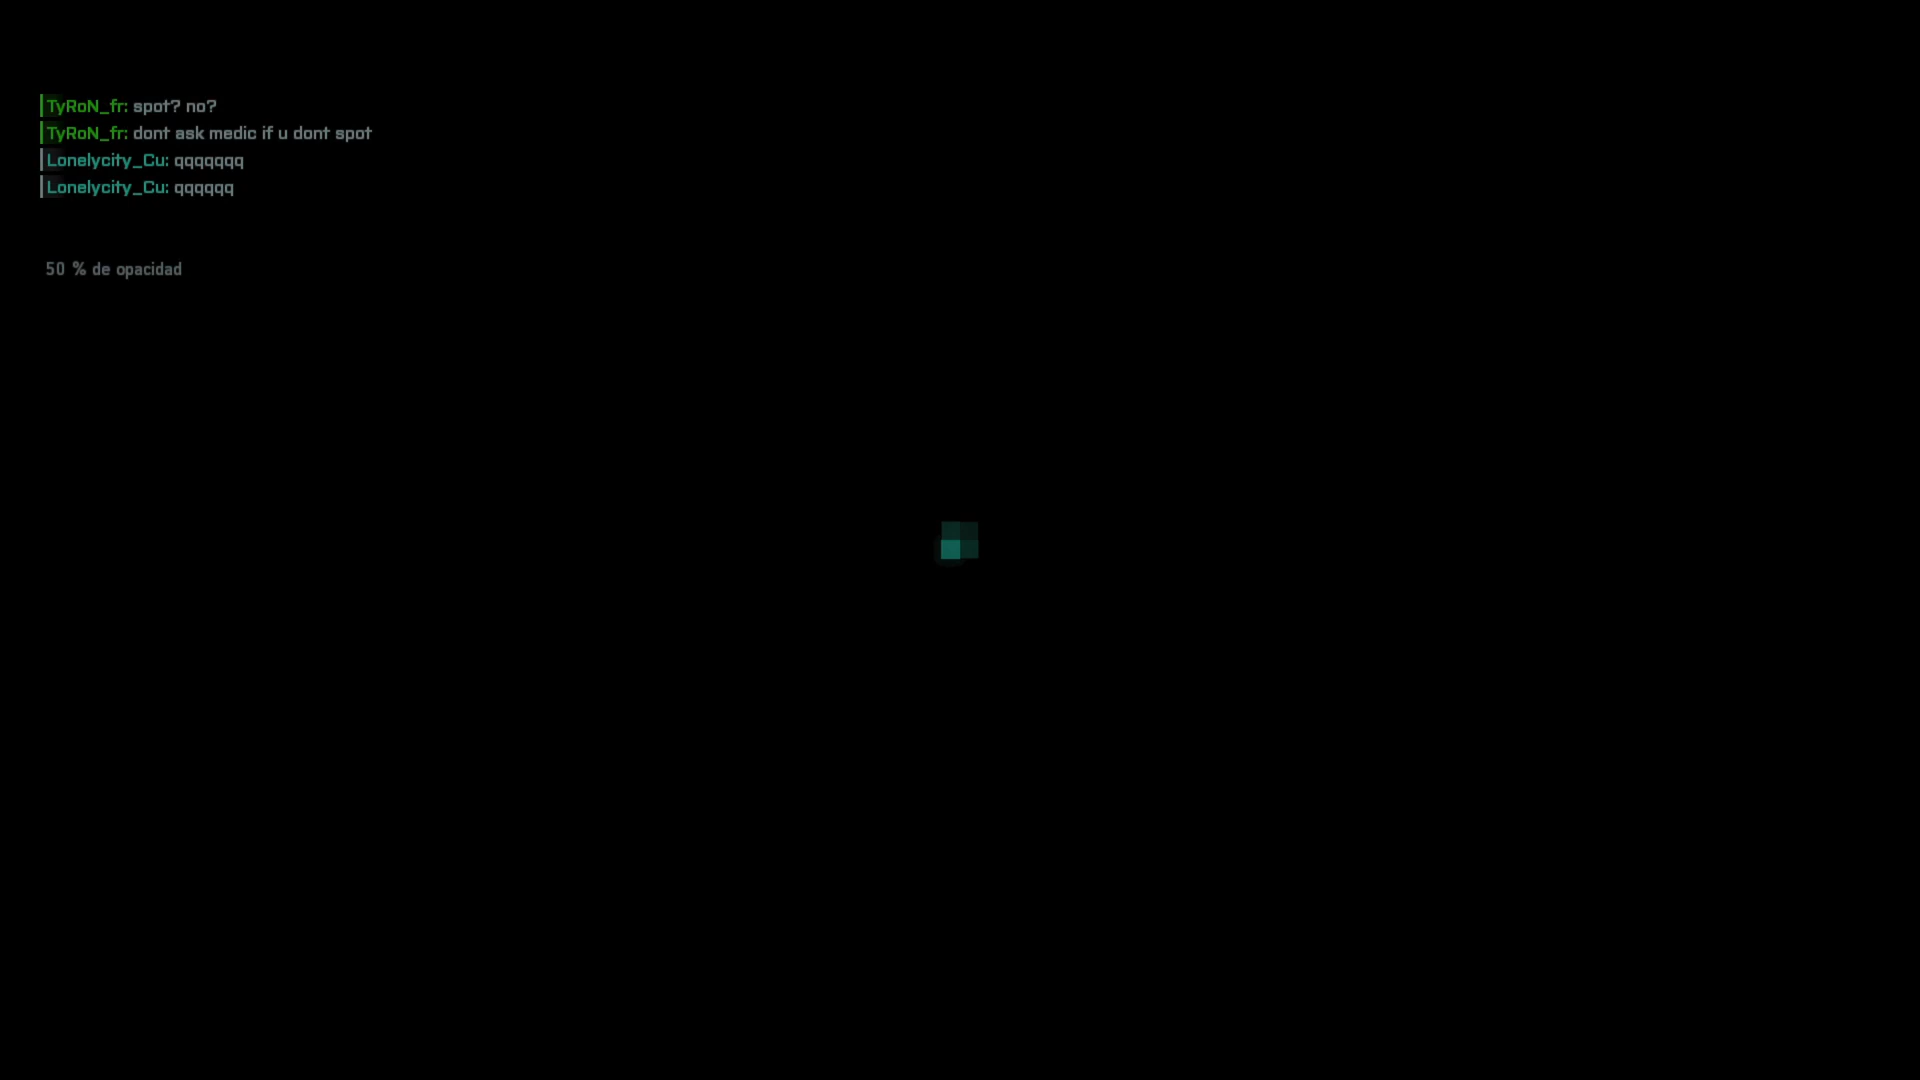 TyRoN_fr: spot? no?
TyRoN_fr: dont ask medic if u dont spot
Lonelycity_Cu: qqqqqqq
Lonelycity_Cu: qqqqqq
50 % de opacidad